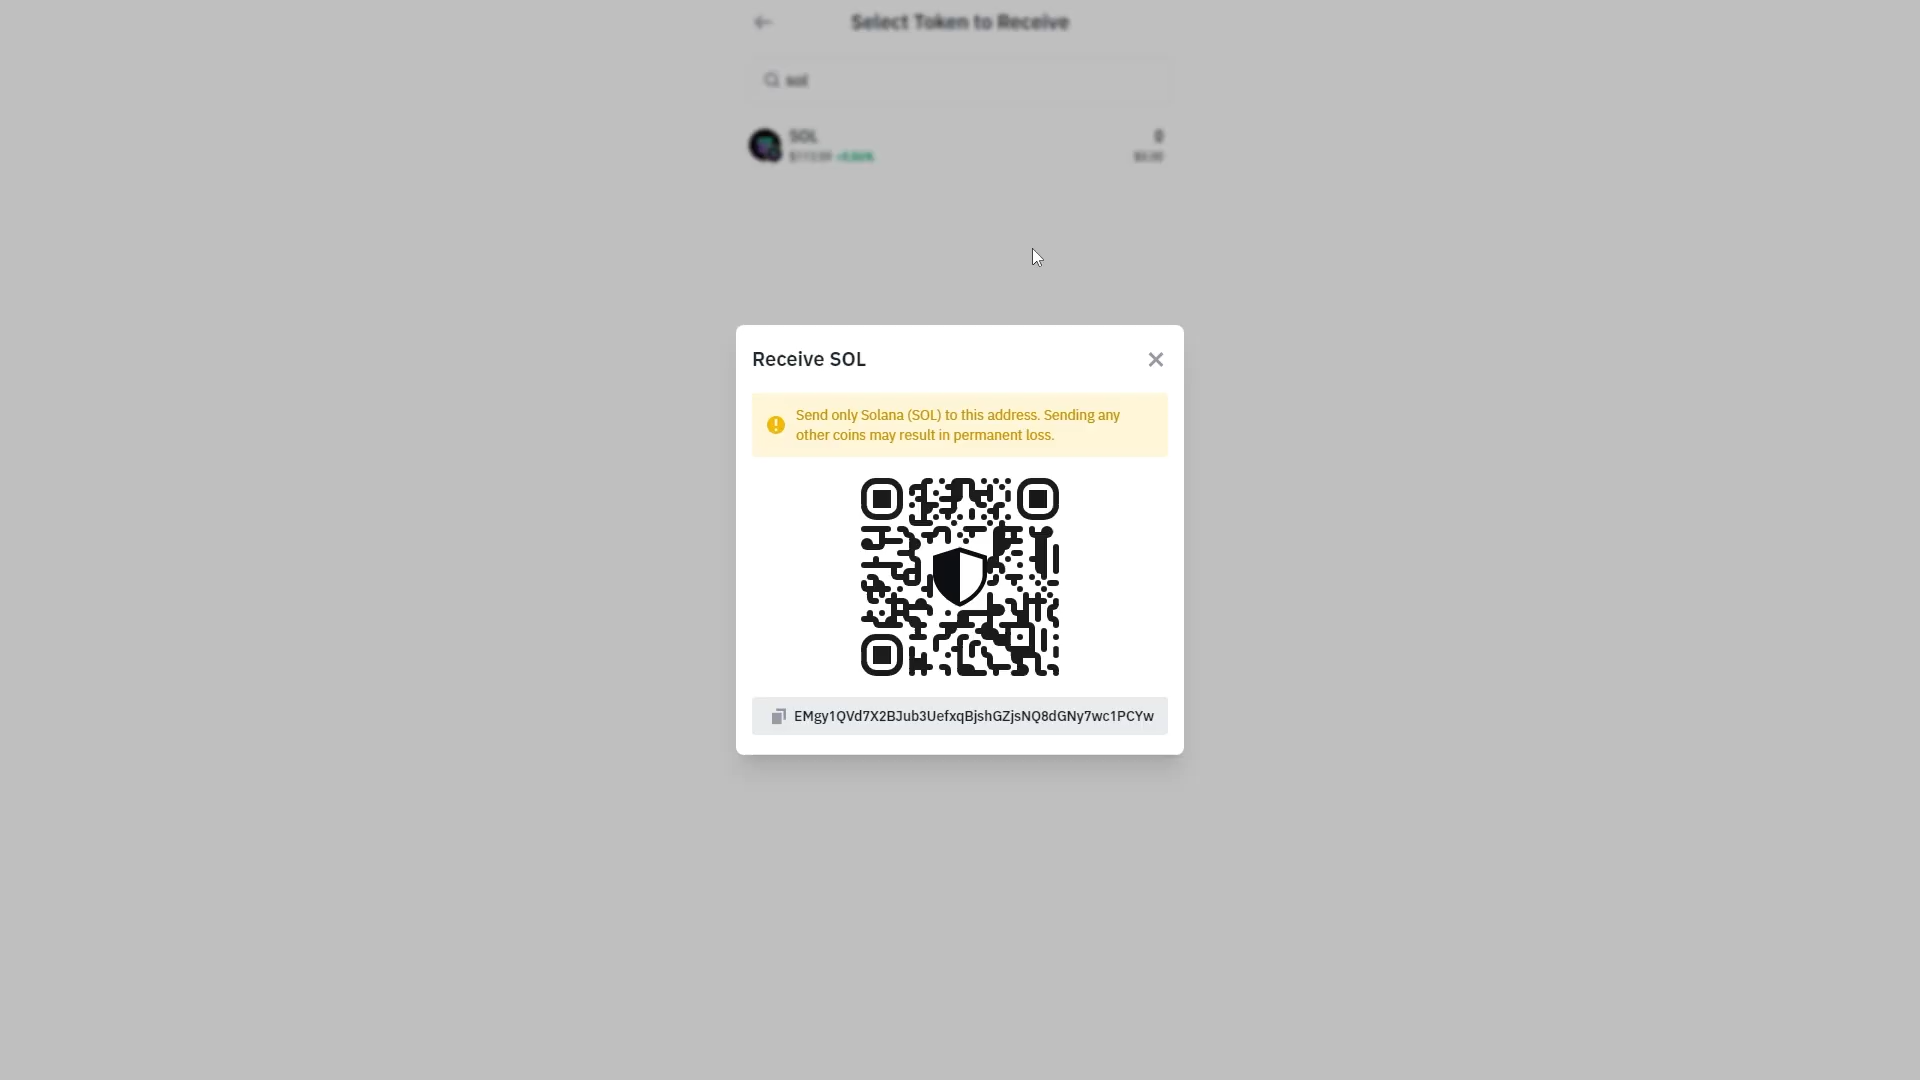 Select Token to Receive
sol
SOL
0
Receive SOL
Send only Solana (SOL) to this address. Sending any
other coins may result in permanent loss.
EMgy1QVd7X2BJub3UefxqBjshGZjsNQ8dGNy7wc1PCYw